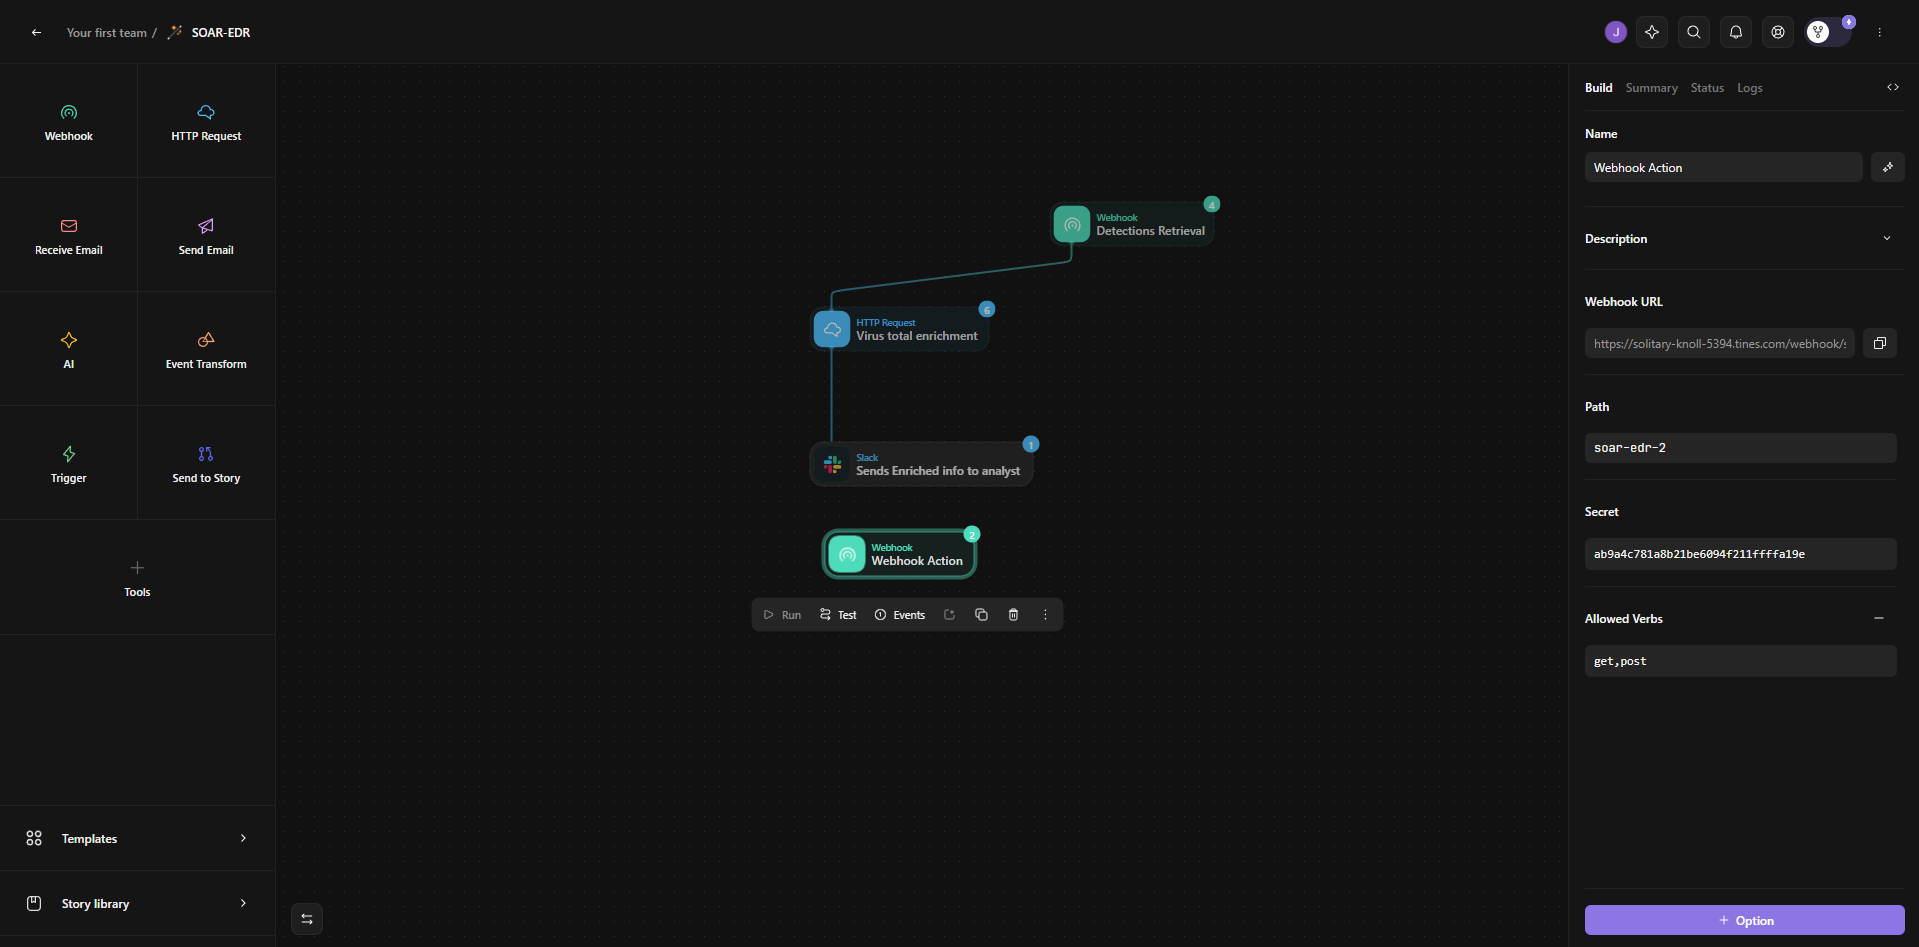 Your first team / SOAR-EDR
J
Webhook
HTTP Request
Receive Email
Send Email
AI
Event Transform
Trigger
Send to Story
Tools
Templates
Story library
4
Webhook
Detections Retrieval
6
HTTP Request
Virus total enrichment
1
Slack
Sends Enriched info to analyst
2
Webhook
Webhook Action
Run Test Events
Build Summary Status Logs
Name
Webhook Action
Description
Webhook URL
https://solitary-knoll-5394.tines.com/webhook/s
Path
soar-edr-2
Secret
ab9a4c781a8b21be6094f211ffffa19e
Allowed Verbs
get,post
+ Option